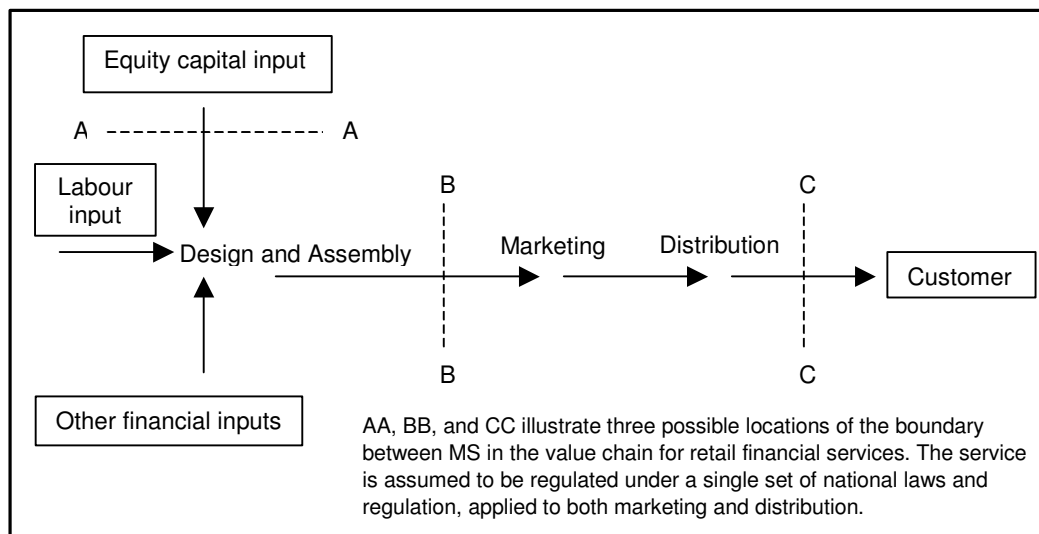 Equity capital input
A A
Labour
input
B C
Design and Assembly Marketing Distribution
Customer
B C
Other financial inputs
AA, BB, and CC illustrate three possible locations of the boundary
between MS in the value chain for retail financial services. The service
is assumed to be regulated under a single set of national laws and
regulation, applied to both marketing and distribution.